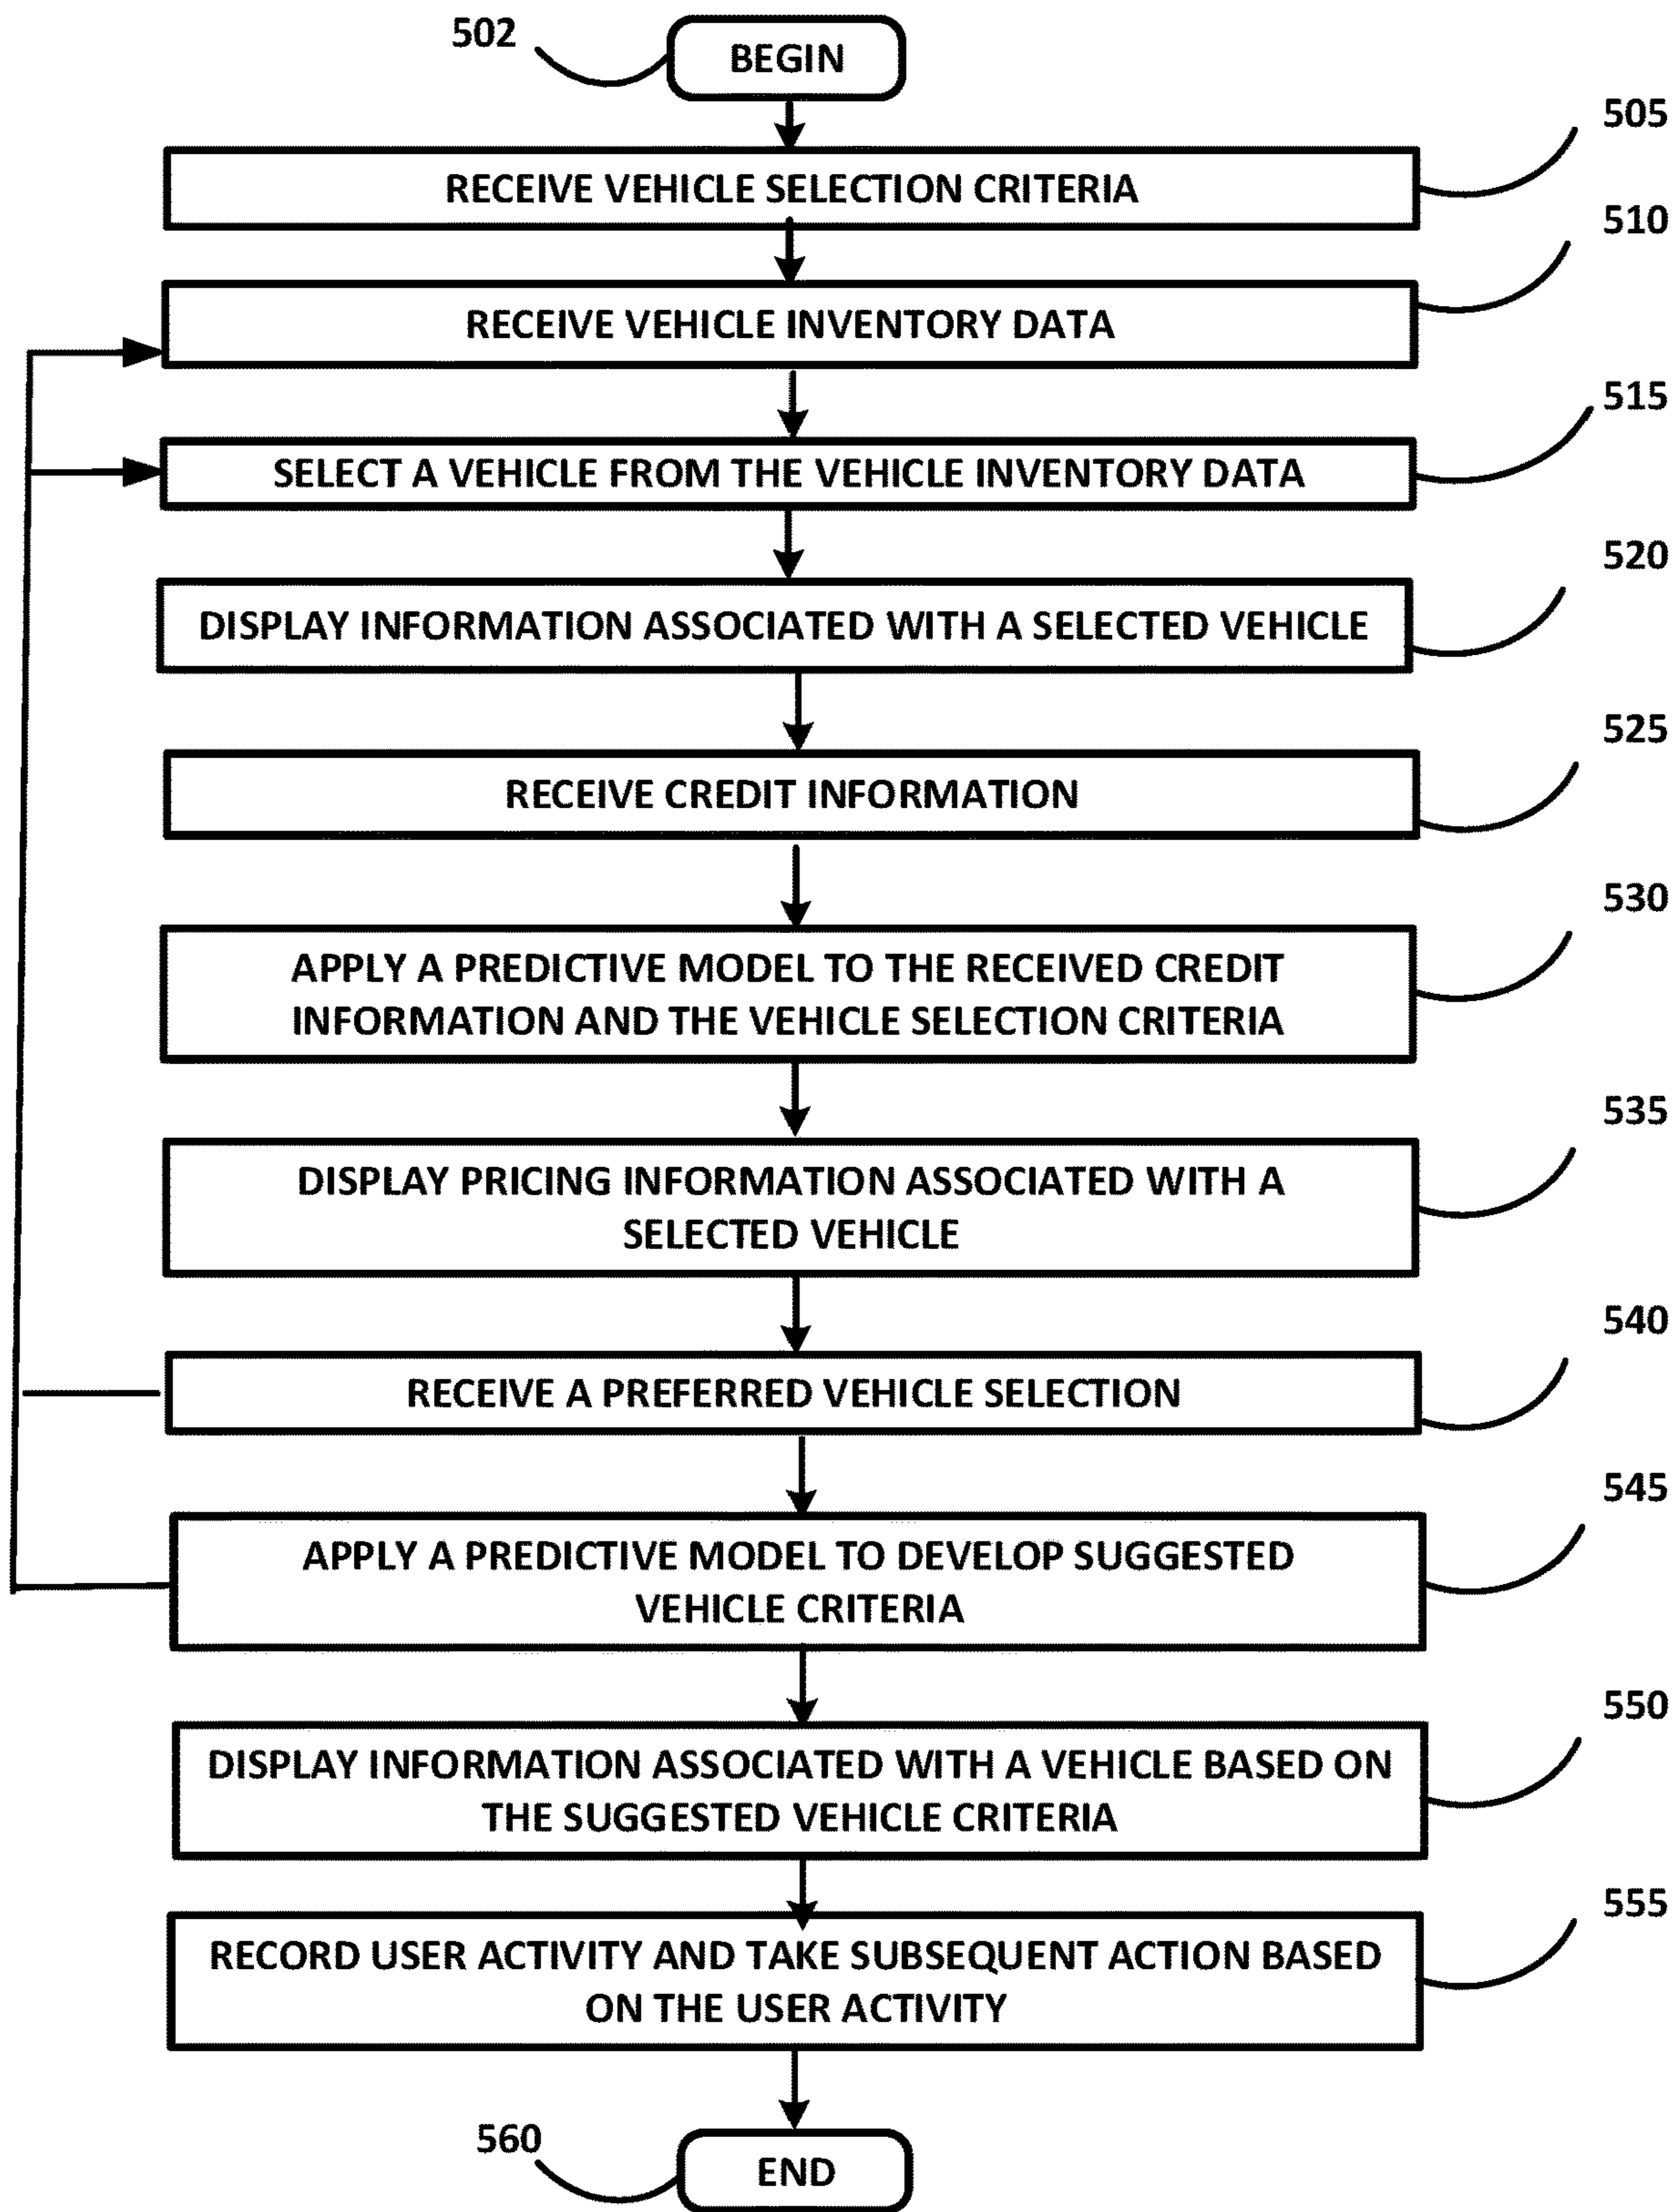 502
BEGIN
505
RECEIVE VEHICLE SELECTION CRITERIA
510
RECEIVE VEHICLE INVENTORY DATA
515
SELECT A VEHICLE FROM THE VEHICLE INVENTORY DATA
520
DISPLAY INFORMATION ASSOCIATED WITH A SELECTED VEHICLE
525
RECEIVE CREDIT INFORMATION
530
APPLY A PREDICTIVE MODEL TO THE RECEIVED CREDIT
INFORMATION AND THE VEHICLE SELECTION CRITERIA
535
DISPLAY PRICING INFORMATION ASSOCIATED WITH A
SELECTED VEHICLE
540
RECEIVE A PREFERRED VEHICLE SELECTION
545
APPLY A PREDICTIVE MODEL TO DEVELOP SUGGESTED
VEHICLE CRITERIA
550
DISPLAY INFORMATION ASSOCIATED WITH A VEHICLE BASED ON
THE SUGGESTED VEHICLE CRITERIA
555
RECORD USER ACTIVITY AND TAKE SUBSEQUENT ACTION BASED
ON THE USER ACTIVITY
560
END